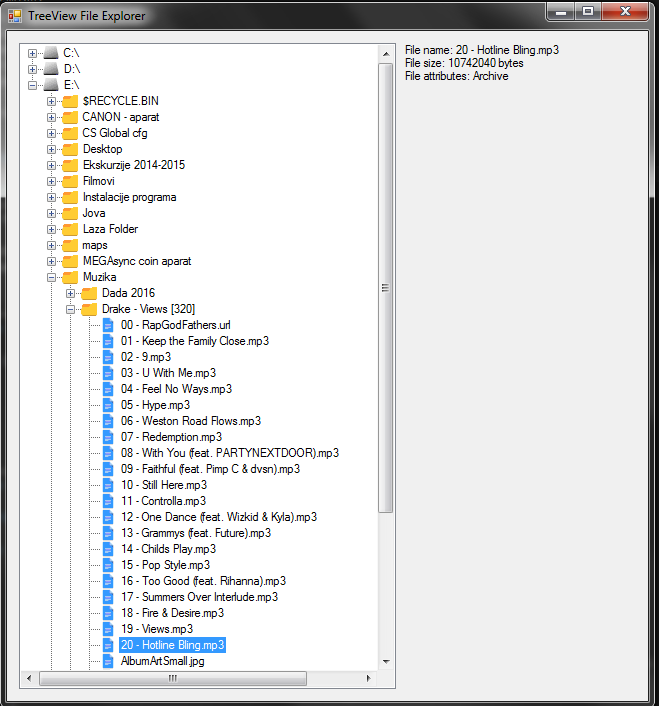 TreeView File Explorer
C:\
D:\
E:\
$RECYCLE.BIN
CANON - aparat
CS Global cfg
Desktop
Ekskurzije 2014-2015
Filmovi
Instalacije programa
Jova
Laza Folder
maps
MEGAsync coin aparat
Muzika
Dada 2016
Drake - Views [320]
00 - RapGodFathers.url
01 - Keep the Family Close.mp3
02 - 9.mp3
03 - U With Me.mp3
04 - Feel No Ways.mp3
05 - Hype.mp3
06 - Weston Road Flows.mp3
07 - Redemption.mp3
08 - With You (feat. PARTYNEXTDOOR).mp3
09 - Faithful (feat. Pimp C & dvsn).mp3
10 - Still Here.mp3
11 - Controlla.mp3
12 - One Dance (feat. Wizkid & Kyla).mp3
13 - Grammys (feat. Future).mp3
14 - Childs Play.mp3
15 - Pop Style.mp3
16 - Too Good (feat. Rihanna).mp3
17 - Summers Over Interlude.mp3
18 - Fire & Desire.mp3
19 - Views.mp3
20 - Hotline Bling.mp3
AlbumArtSmall.jpg
File name: 20 - Hotline Bling.mp3
File size: 10742040 bytes
File attributes: Archive